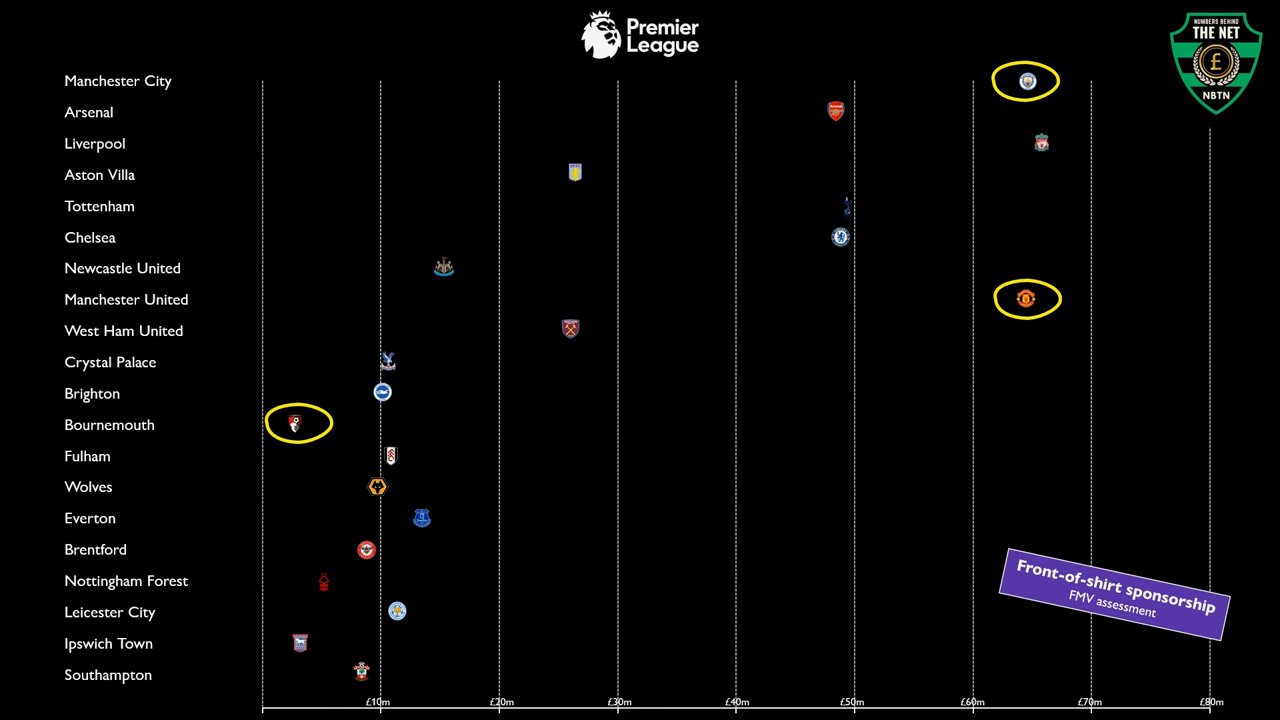 Premier
League
NUMBERS BEHIND
THE NET
£
NBTN
Manchester City
Arsenal
Liverpool
Aston Villa
Tottenham
Chelsea
Newcastle United
Manchester United
West Ham United
Crystal Palace
Brighton
Bournemouth
Fulham
Wolves
Everton
Brentford
Nottingham Forest
Leicester City
Ipswich Town
Southampton
Front-of-shirt sponsorship
FMV assessment
£10m £20m £30m £40m £50m £60m £70m £80m